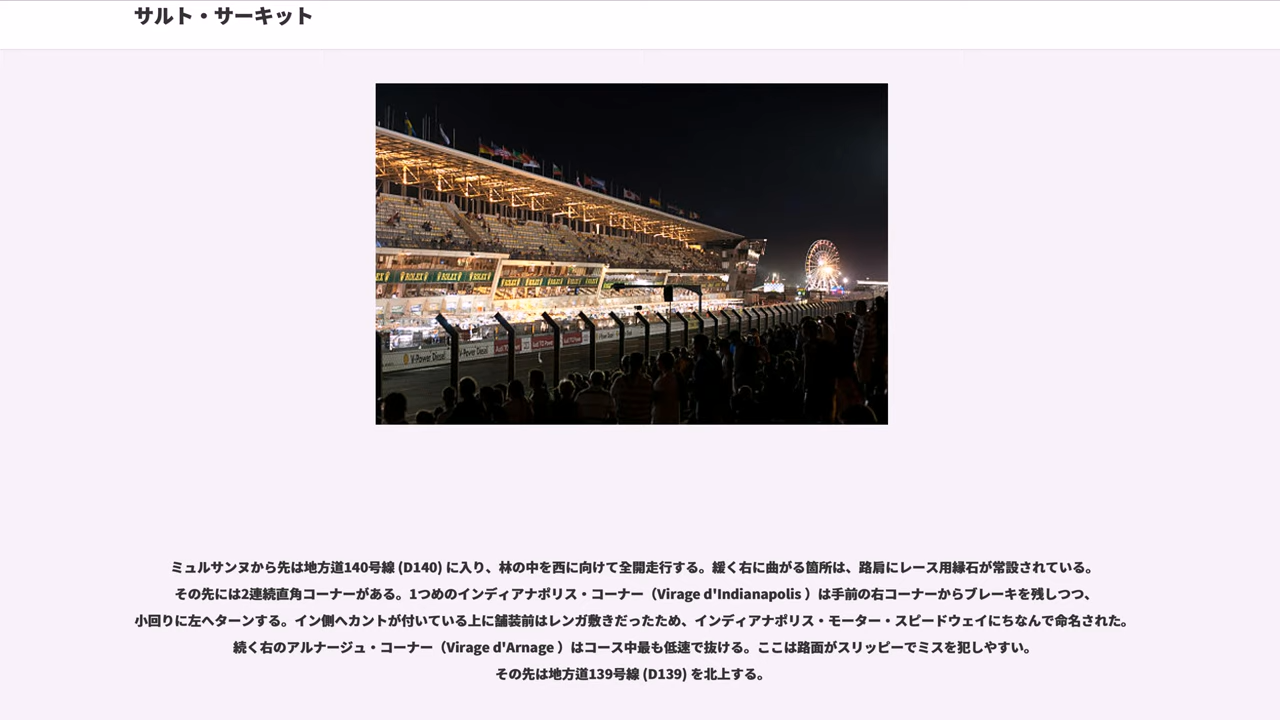 サルト・サーキット
ROLEX ROLEX ROLEX
V-Power Diesel V-Power Diesel
ミュルサンヌから先は地方道140号線 (D140) に入り、林の中を西に向けて全開走行する。緩く右に曲がる箇所は、路肩にレース用縁石が常設されている。
その先には2連続直角コーナーがある。1つめのインディアナポリス・コーナー（Virage d'Indianapolis ）は手前の右コーナーからブレーキを残しつつ、
小回りに左へターンする。イン側へカントが付いている上に舗装前はレンガ敷きだったため、インディアナポリス・モーター・スピードウェイにちなんで命名された。
続く右のアルナージュ・コーナー（Virage d'Arnage ）はコース中最も低速で抜ける。ここは路面がスリッピーでミスを犯しやすい。
その先は地方道139号線 (D139) を北上する。